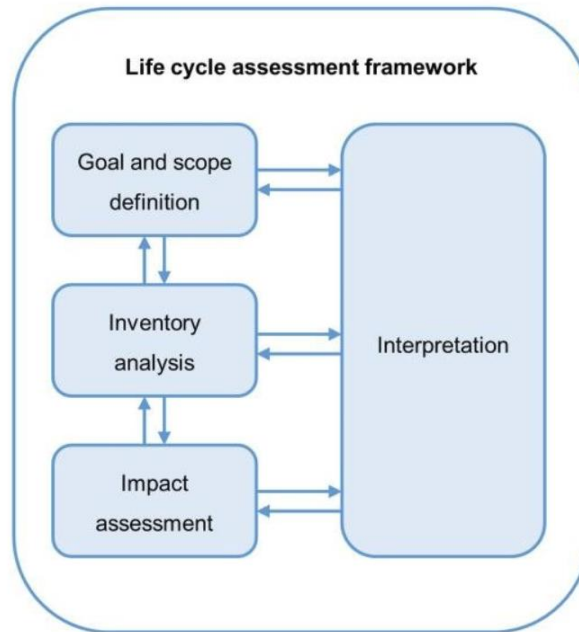 Life cycle assessment framework
Goal and scope
definition
Inventory
analysis
Impact
assessment
Interpretation